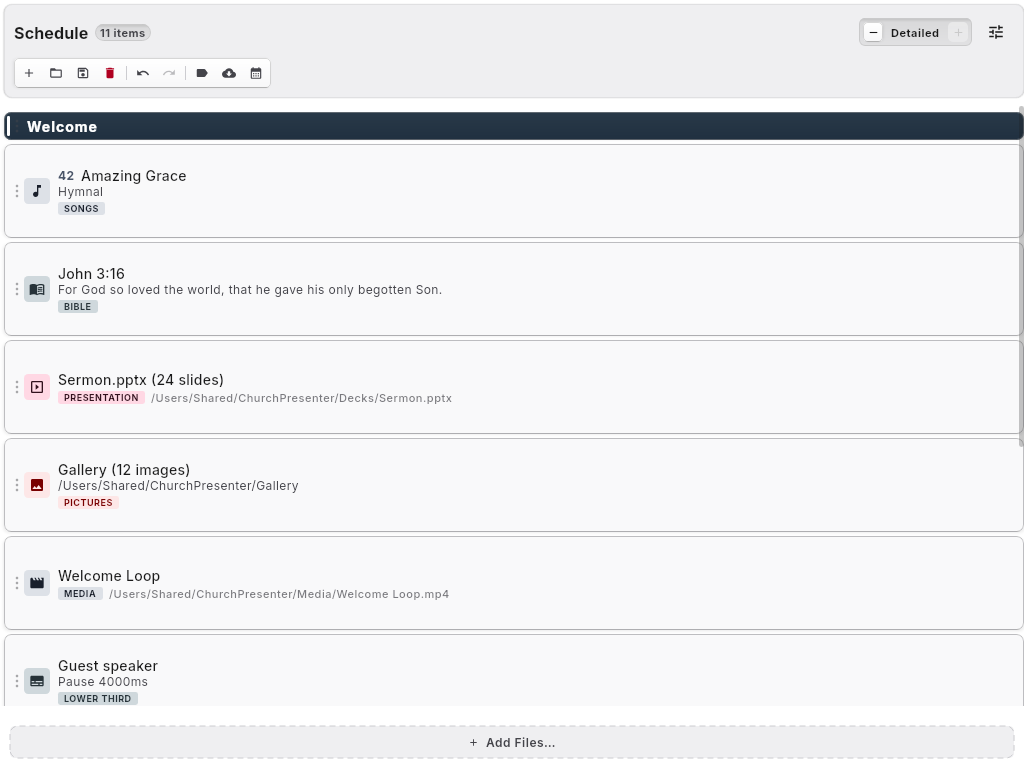 Schedule 11 items
Detailed
Welcome
42 Amazing Grace
Hymnal
SONGS
John 3:16
For God so loved the world, that he gave his only begotten Son.
BIBLE
Sermon.pptx (24 slides)
PRESENTATION /Users/Shared/ChurchPresenter/Decks/Sermon.pptx
Gallery (12 images)
/Users/Shared/ChurchPresenter/Gallery
PICTURES
Welcome Loop
MEDIA /Users/Shared/ChurchPresenter/Media/Welcome Loop.mp4
Guest speaker
Pause 4000ms
LOWER THIRD
+ Add Files...